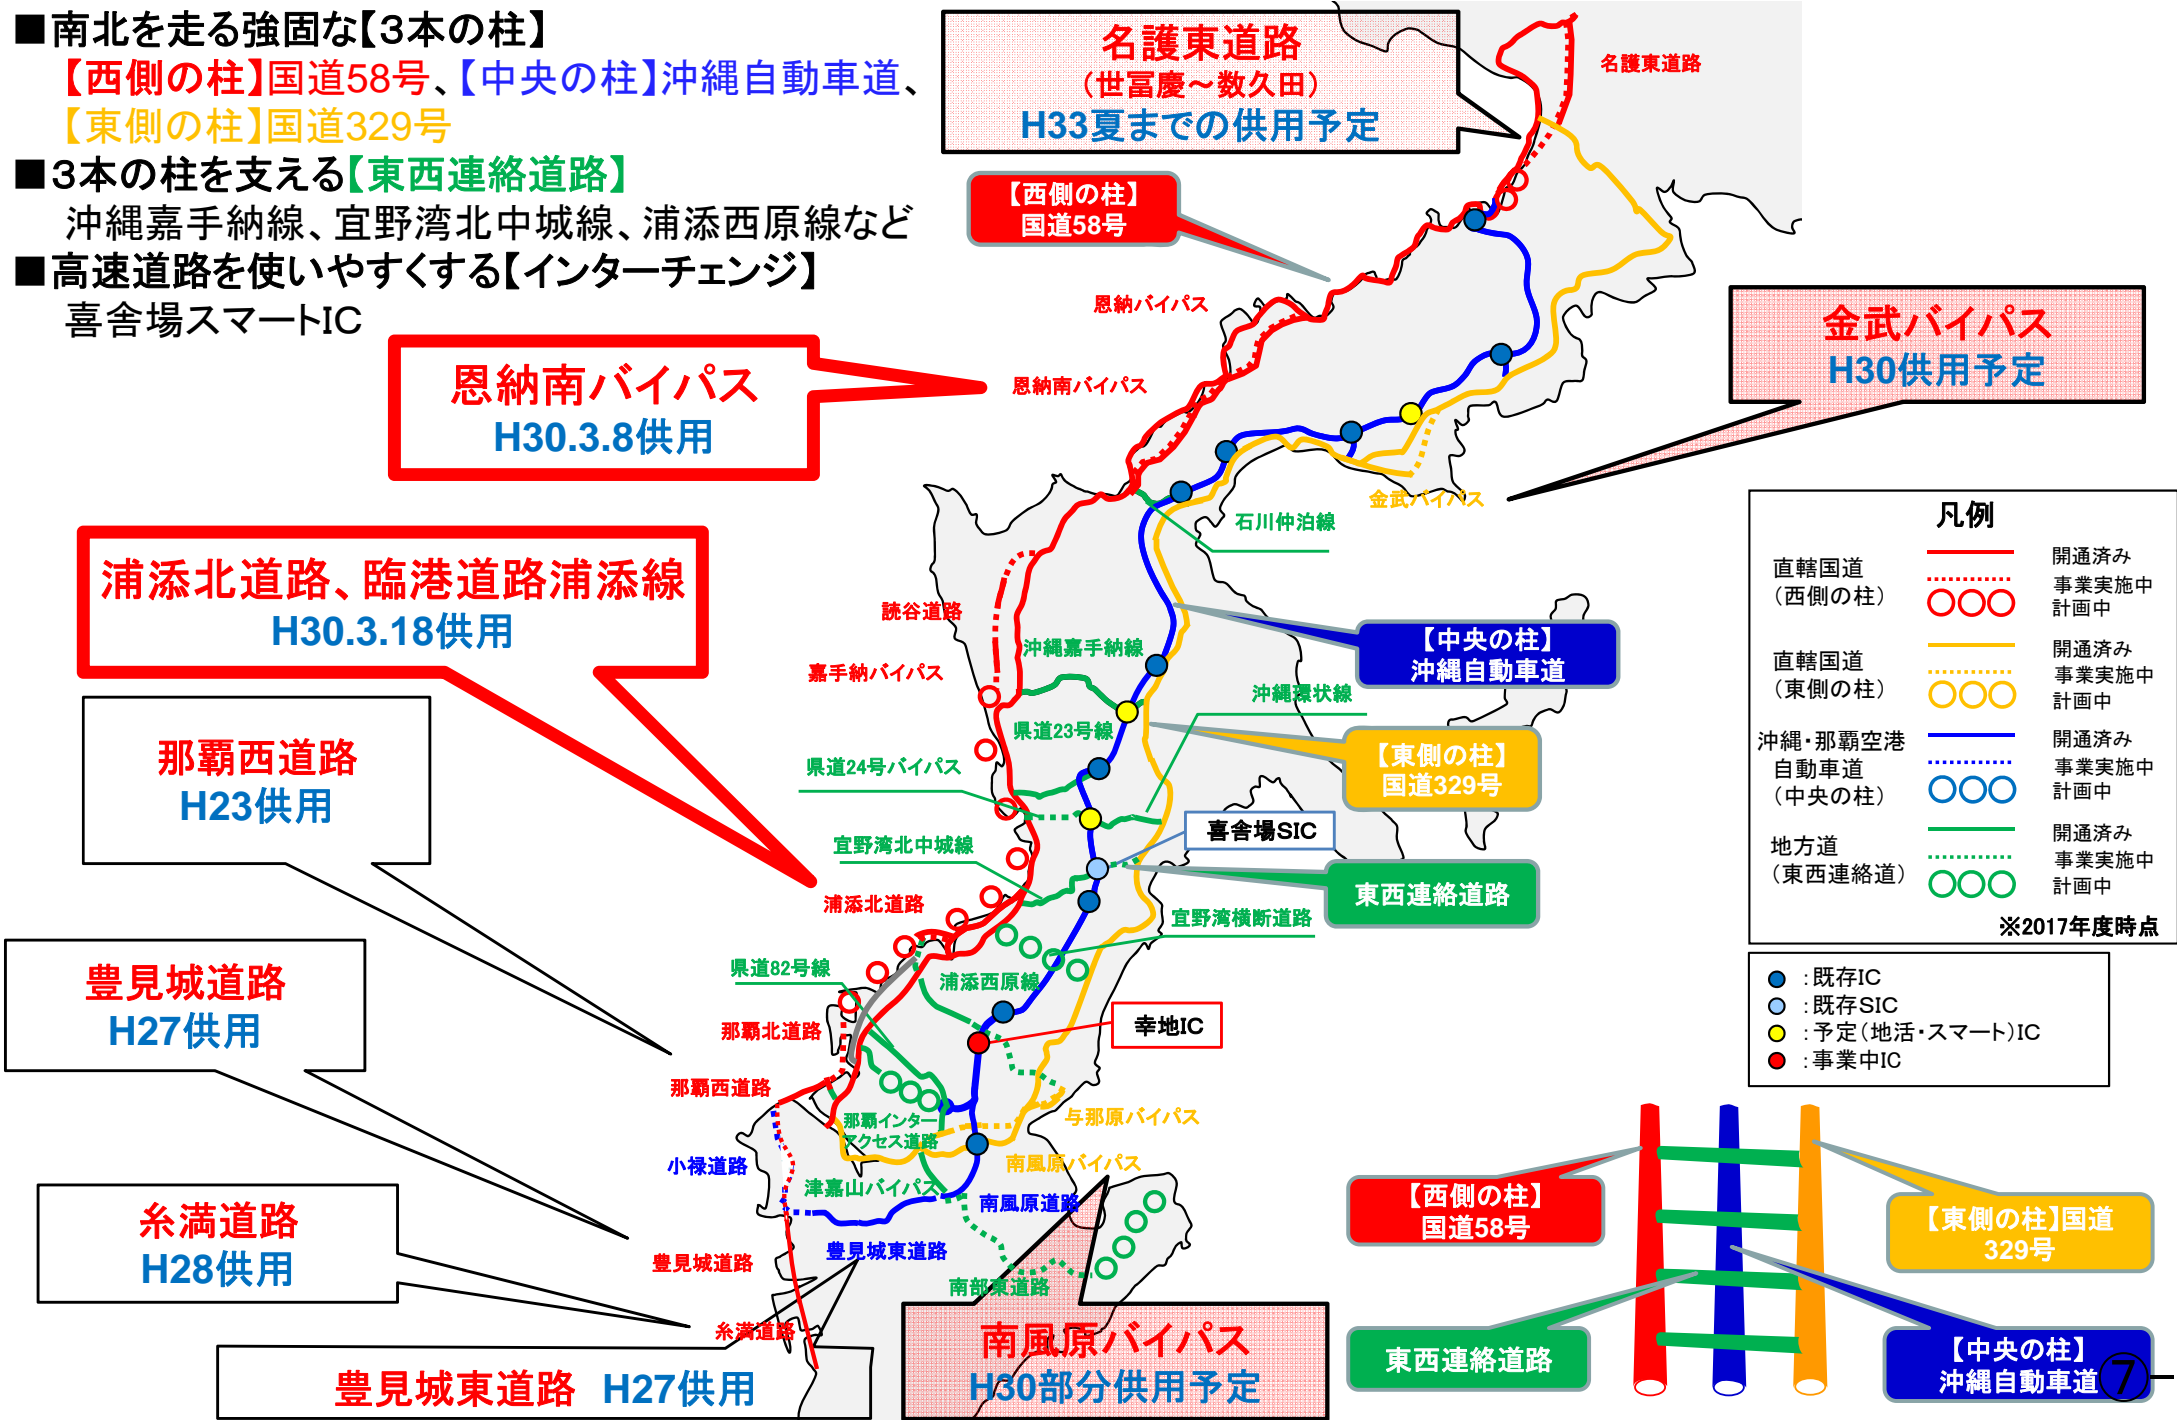 ■南北を走る強固な【3本の柱】
【西側の柱】国道58号、【中央の柱】沖縄自動車道、
【東側の柱】国道329号
■3本の柱を支える【東西連絡道路】
沖縄嘉手納線、宜野湾北中城線、浦添西原線など
■高速道路を使いやすくする【インターチェンジ】
喜舎場スマートIC
名護東道路
（世冨慶～数久田）
H33夏までの供用予定
名護東道路
【西側の柱】
国道58号
恩納バイパス
恩納南バイパス
H30.3.8供用
恩納南バイパス
金武バイパス
H30供用予定
金武バイパス
石川仲泊線
浦添北道路、臨港道路浦添線
H30.3.18供用
読谷道路
沖縄嘉手納線
嘉手納バイパス
【中央の柱】
沖縄自動車道
沖縄環状線
県道23号線
【東側の柱】
国道329号
県道24号バイパス
喜舎場SIC
宜野湾北中城線
東西連絡道路
浦添北道路
宜野湾横断道路
県道82号線
浦添西原線
幸地IC
那覇北道路
那覇西道路
那覇インター
アクセス道路
与那原バイパス
小禄道路
南風原バイパス
津嘉山バイパス
南風原道路
豊見城道路
豊見城東道路
南部東道路
糸満道路
那覇西道路
H23供用
豊見城道路
H27供用
糸満道路
H28供用
豊見城東道路 H27供用
南風原バイパス
H30部分供用予定
凡例
直轄国道
（西側の柱）
開通済み
事業実施中
計画中
直轄国道
（東側の柱）
開通済み
事業実施中
計画中
沖縄・那覇空港
自動車道
（中央の柱）
開通済み
事業実施中
計画中
地方道
（東西連絡道）
開通済み
事業実施中
計画中
※2017年度時点
：既存IC
：既存SIC
：予定（地活・スマート）IC
：事業中IC
【西側の柱】
国道58号
【東側の柱】国道
329号
東西連絡道路
【中央の柱】
沖縄自動車道
7